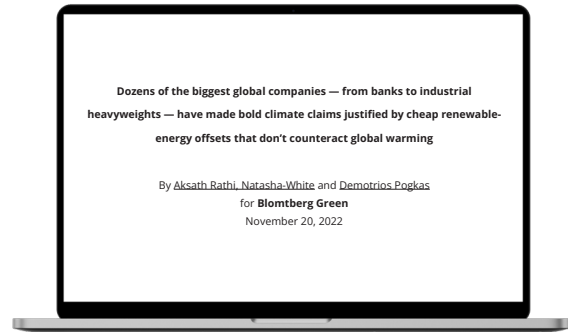 Dozens of the biggest global companies — from banks to industrial
heavyweights — have made bold climate claims justified by cheap renewable-
energy offsets that don’t counteract global warming
By Aksath Rathi, Natasha-White and Demotrios Pogkas
for Blomtberg Green
November 20, 2022